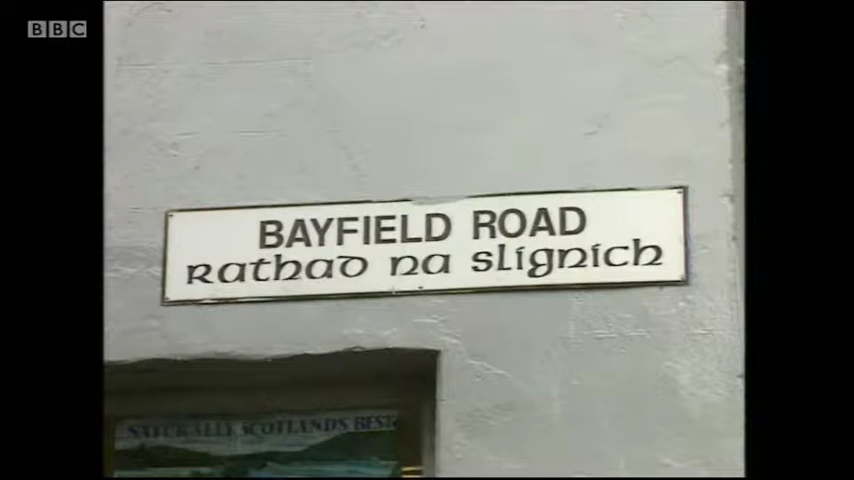 BBC
BAYFIELD ROAD
Rathad na slignich
NATURALLY SCOTLANDS BEST